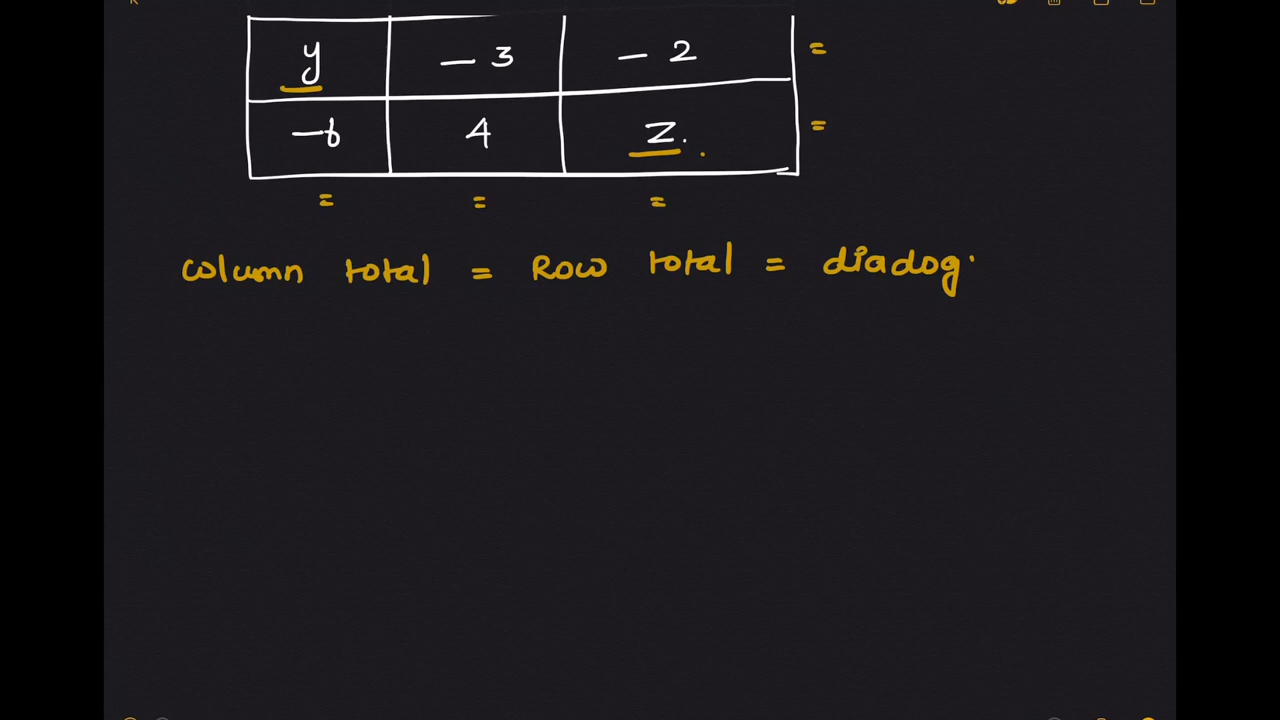 y - 3 - 2 =
-6 4 z. =
= = =
column total = Row total = diadog.